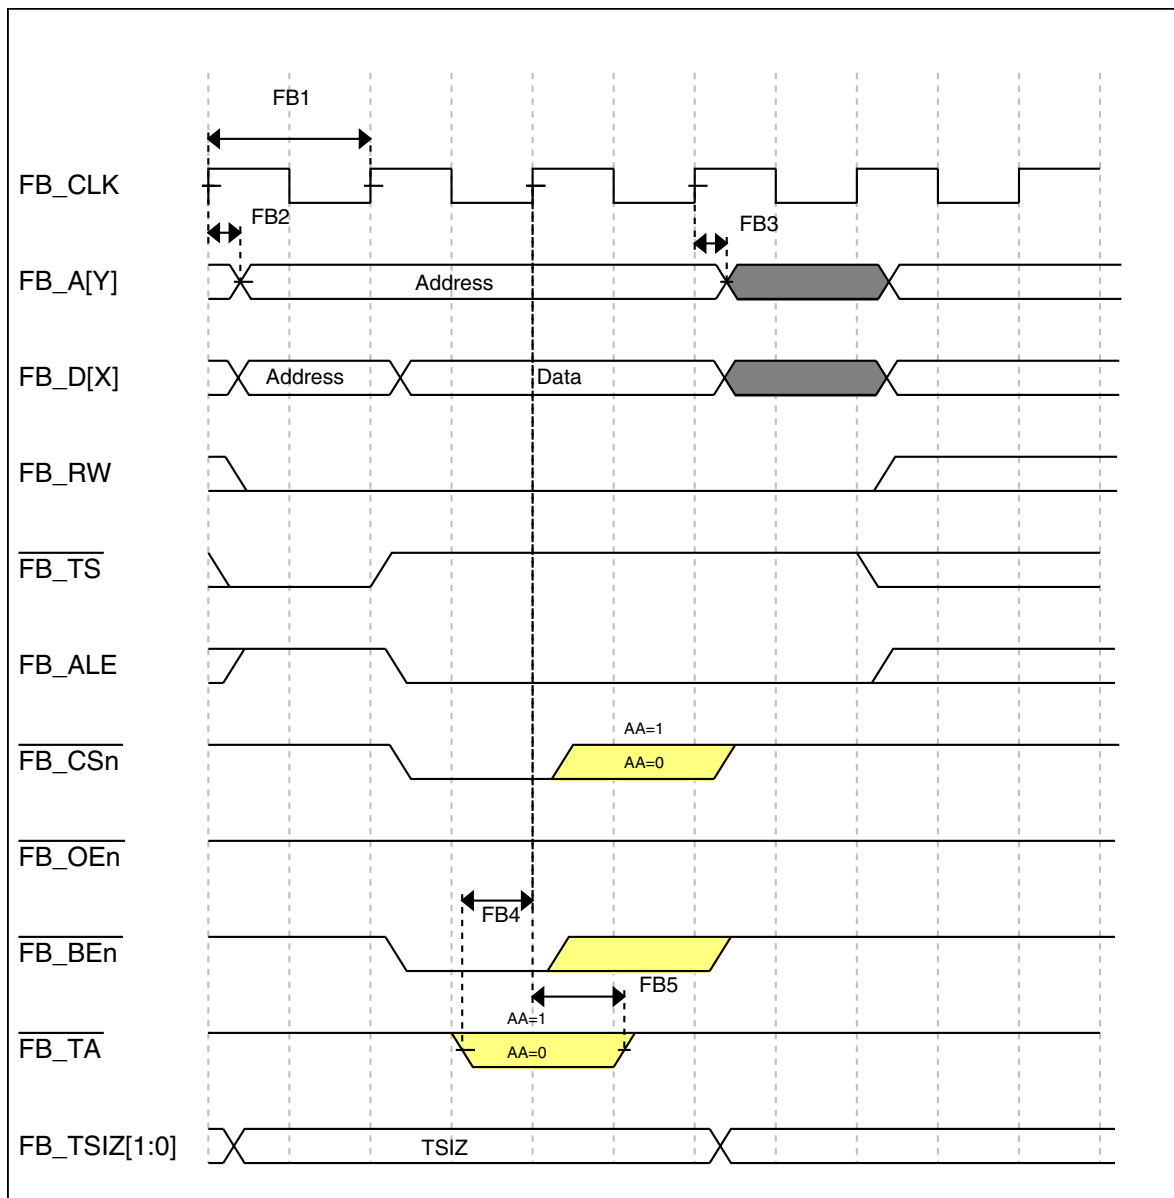 FB1
FB_CLK
FB2
FB3
FB_A[Y]
Address
FB_D[X]
Address
Data
FB_RW
FB_TS
FB_ALE
AA=1
FB_CSn
AA=0
FB_OEn
FB4
FB_BEn
FB5
AA=1
FB_TA
AA=0
FB_TSIZ[1:0]
TSIZ